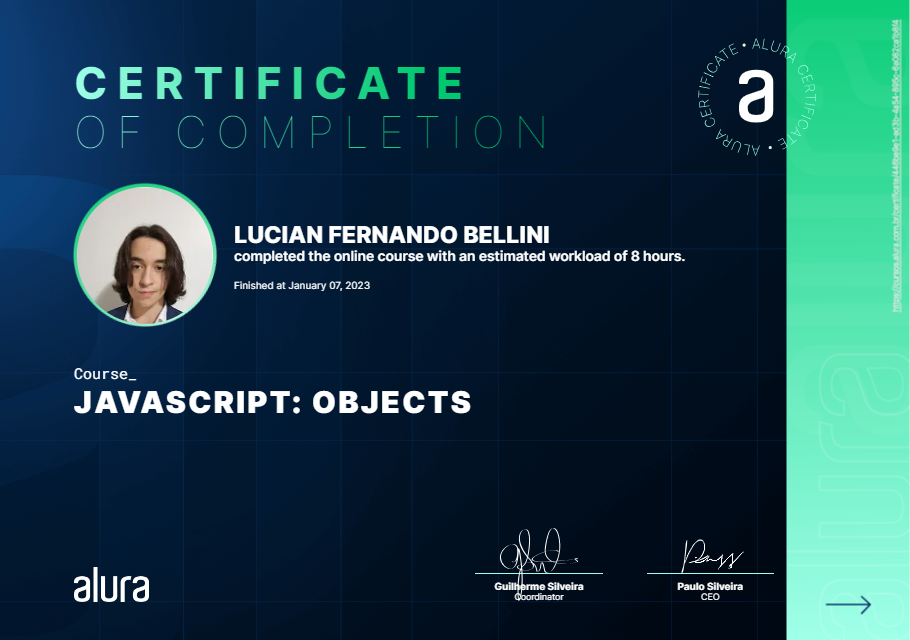 CERTIFICATE
OF COMPLETION
ALURA CERTIFICATE • ALURA CERTIFICATE •
a
LUCIAN FERNANDO BELLINI
completed the online course with an estimated workload of 8 hours.
Finished at January 07, 2023
Course_
JAVASCRIPT: OBJECTS
alura
Guilherme Silveira
Coordinator
Paulo Silveira
CEO
alura